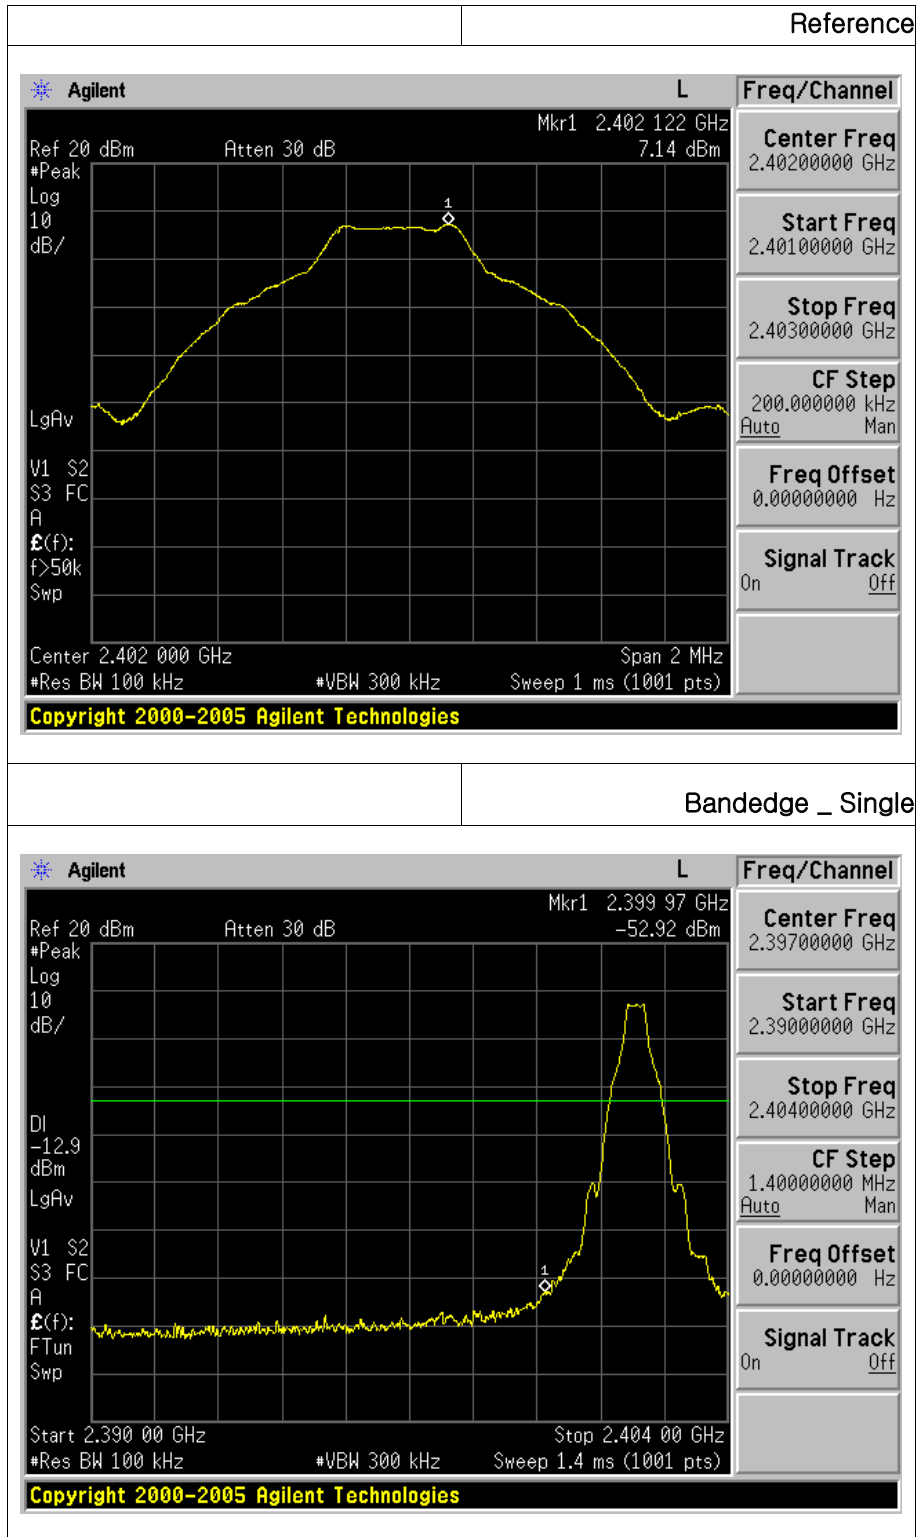 Reference
Agilent
L
Freq/Channel
Mkr1 2.402 122 GHz
Ref 20 dBm Atten 30 dB 7.14 dBm
#Peak
Log
10
dB/
1
LgAv
V1 S2
S3 FC
A
£(f):
f>50k
Swp
Center 2.402 000 GHz Span 2 MHz
#Res BW 100 kHz #VBW 300 kHz Sweep 1 ms (1001 pts)
Copyright 2000-2005 Agilent Technologies
Center Freq
2.40200000 GHz
Start Freq
2.40100000 GHz
Stop Freq
2.40300000 GHz
CF Step
200.000000 kHz
Auto Man
Freq Offset
0.00000000 Hz
Signal Track
On Off
Bandedge _ Single
Agilent
L
Freq/Channel
Mkr1 2.399 97 GHz
Ref 20 dBm Atten 30 dB -52.92 dBm
#Peak
Log
10
dB/
DI
-12.9
dBm
LgAv
1
V1 S2
S3 FC
A
£(f):
FTun
Swp
Start 2.390 00 GHz Stop 2.404 00 GHz
#Res BW 100 kHz #VBW 300 kHz Sweep 1.4 ms (1001 pts)
Copyright 2000-2005 Agilent Technologies
Center Freq
2.39700000 GHz
Start Freq
2.39000000 GHz
Stop Freq
2.40400000 GHz
CF Step
1.40000000 MHz
Auto Man
Freq Offset
0.00000000 Hz
Signal Track
On Off